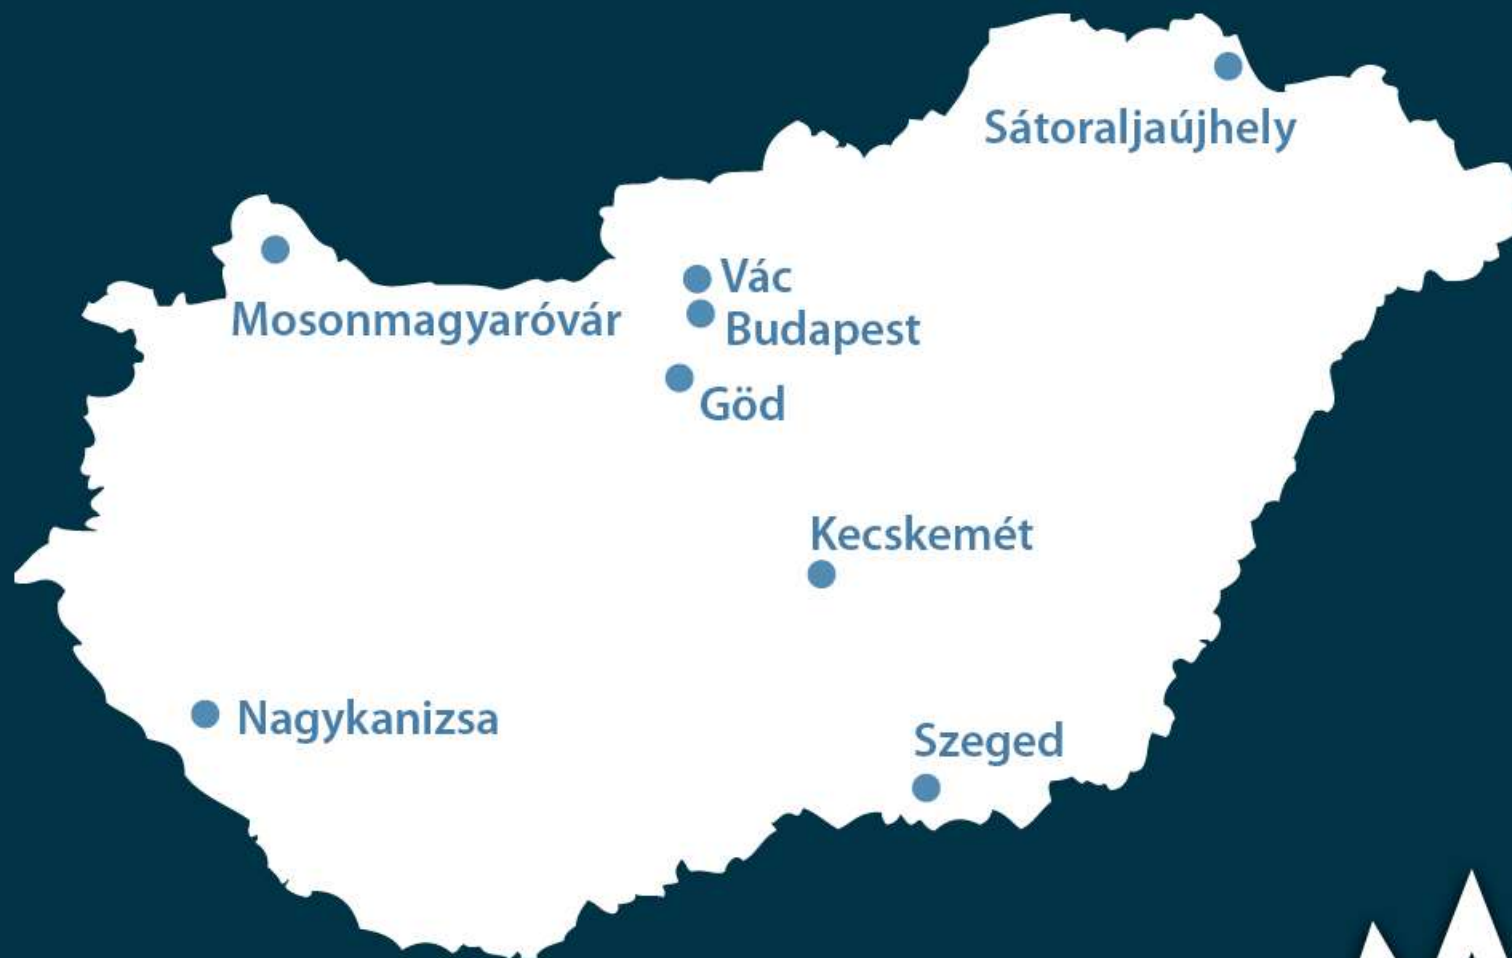 Sátoraljaújhely
Vác
Mosonmagyaróvár
Budapest
Göd
Kecskemét
Nagykanizsa
Szeged